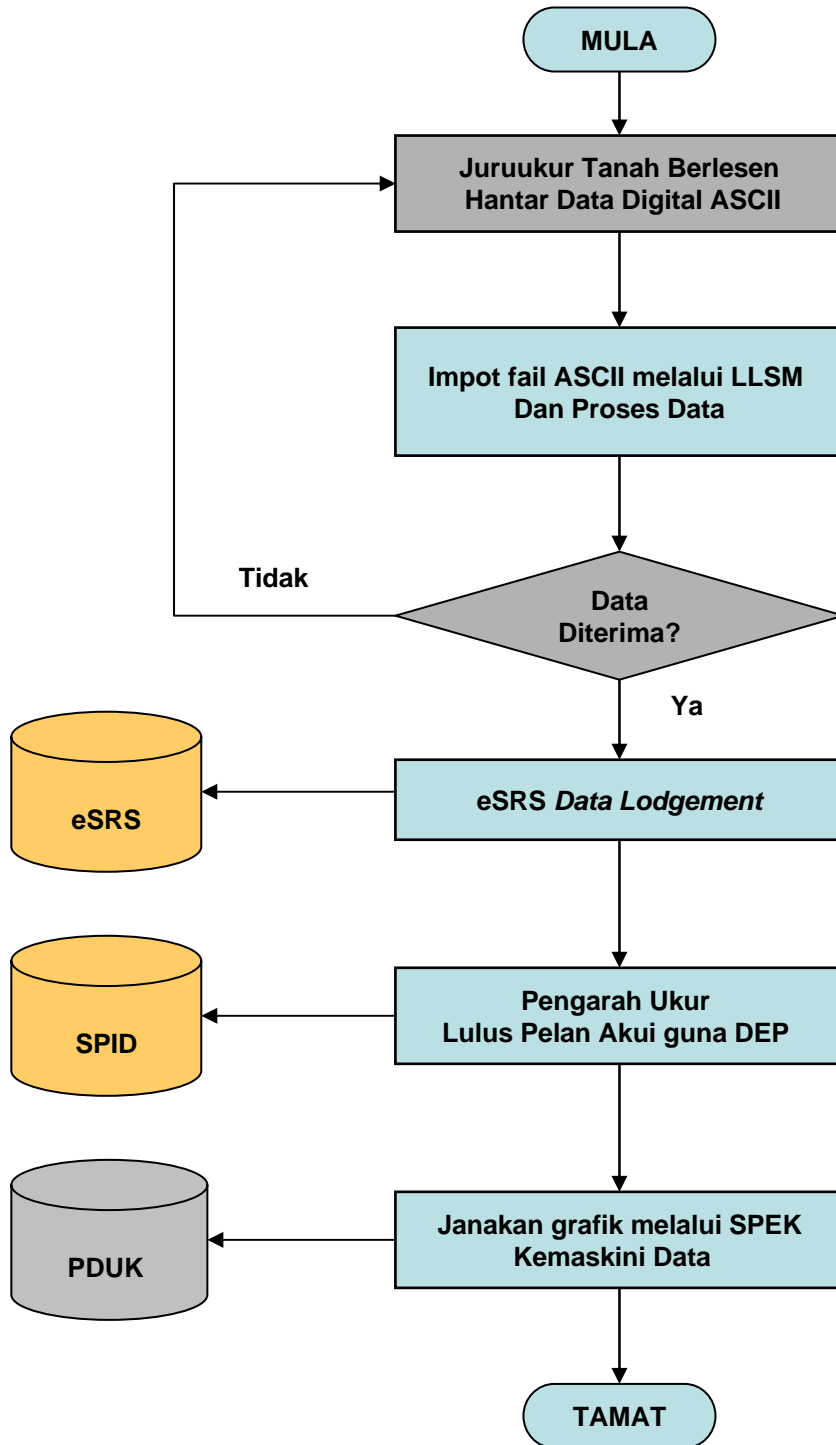 MULA
Juruukur Tanah Berlesen
Hantar Data Digital ASCII
Impot fail ASCII melalui LLSM
Dan Proses Data
Tidak
Data
Diterima?
Ya
eSRS
eSRS Data Lodgement
SPID
Pengarah Ukur
Lulus Pelan Akui guna DEP
PDUK
Janakan grafik melalui SPEK
Kemaskini Data
TAMAT